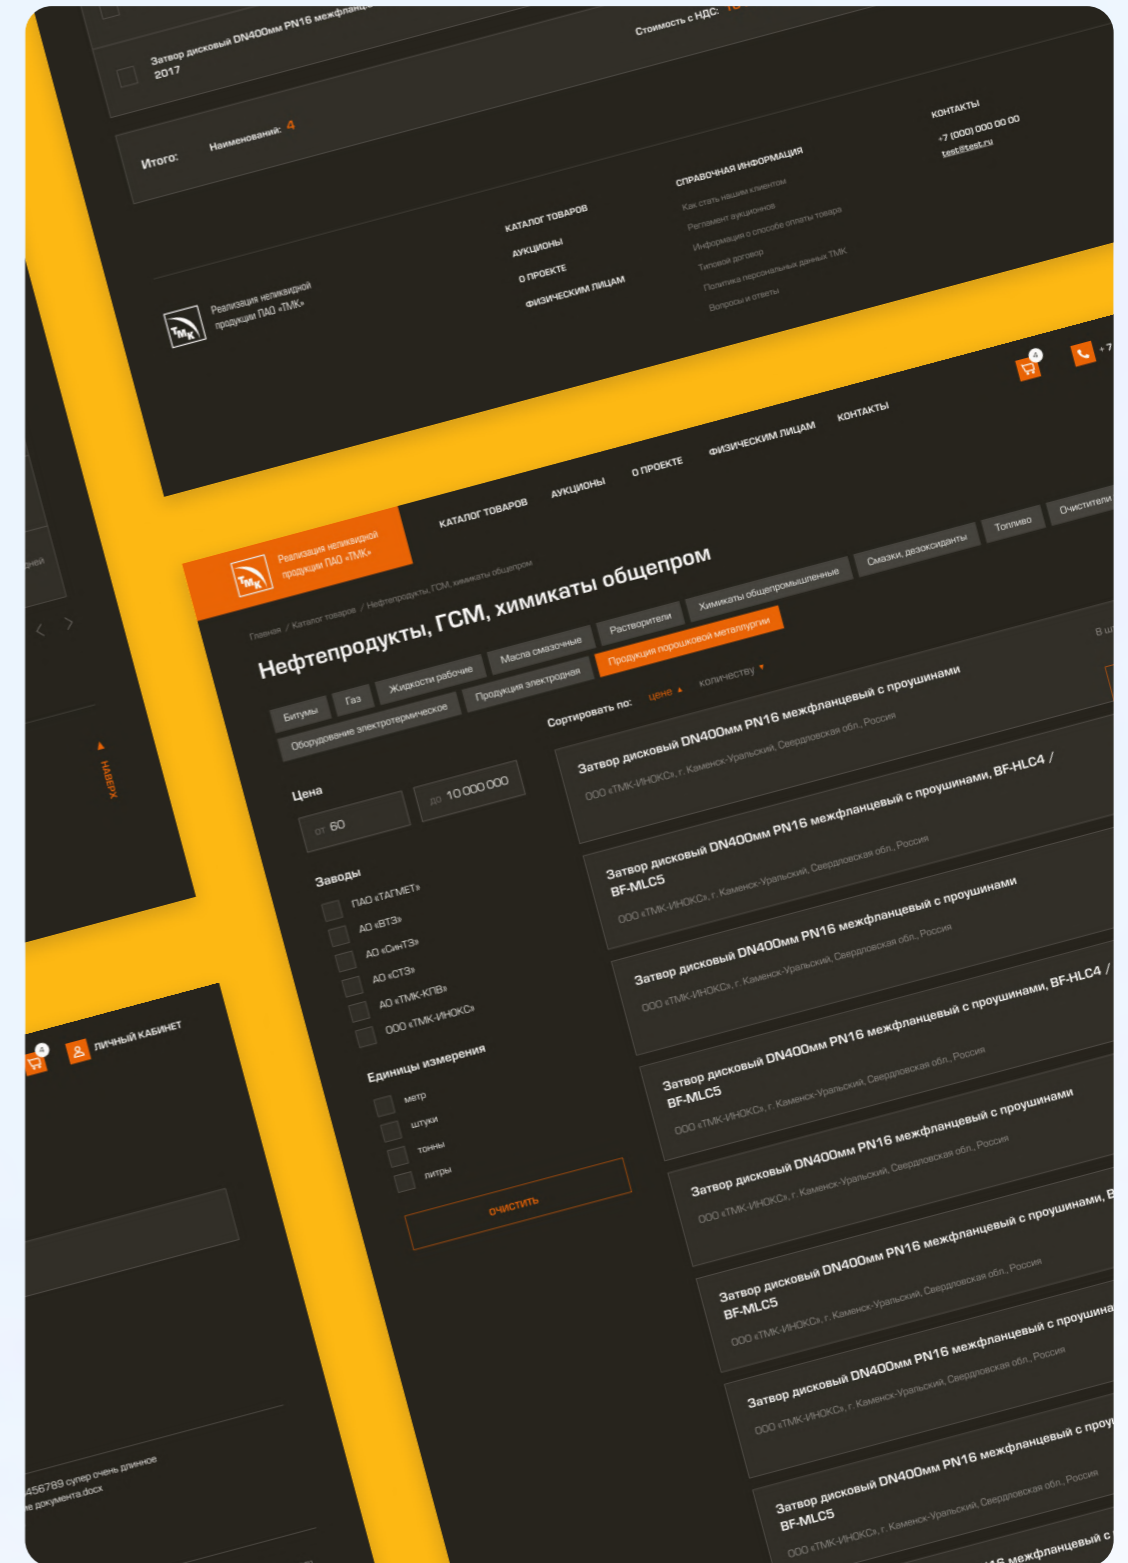 Затвор дисковый DN400мм PN16
2017
Стоимость с НДС:
Итого:
Наименований: 4
ТМК
Реализация неликвидной
продукции ПАО «ТМК»
КАТАЛОГ ТОВАРОВ
АУКЦИОНЫ
О ПРОЕКТЕ
ФИЗИЧЕСКИМ ЛИЦАМ
СПРАВОЧНАЯ ИНФОРМАЦИЯ
Как стать нашим клиентом
Регламент аукционов
Информация о способе оплаты товара
Типовой договор
Политика персональных данных ТМК
Вопросы и ответы
КОНТАКТЫ
+7 (000) 000 00 00
test@test.ru
НАВЕРХ
4
ЛИЧНЫЙ КАБИНЕТ
456789 супер очень длинное
документа.docx
ТМК
Реализация неликвидной
продукции ПАО «ТМК»
КАТАЛОГ ТОВАРОВ
АУКЦИОНЫ
О ПРОЕКТЕ
ФИЗИЧЕСКИМ ЛИЦАМ
КОНТАКТЫ
4
+7
Главная / Каталог товаров / Нефтепродукты, ГСМ, химикаты общепром
Нефтепродукты, ГСМ, химикаты общепром
Битумы
Газ
Жидкости рабочие
Масла смазочные
Растворители
Химикаты общепромышленные
Смазки, дезоксиданты
Топливо
Очистители
Оборудование электротермическое
Продукция электродная
Продукция порошковой металлургии
Сортировать по: цене количеству
Цена
от 60
до 10 000 000
Заводы
ПАО «ТАГМЕТ»
АО «ВТЗ»
АО «СинТЗ»
АО «СТЗ»
АО «ТМК-КПВ»
ООО «ТМК-ИНОКС»
Единицы измерения
метр
штуки
тонны
литры
ОЧИСТИТЬ
Затвор дисковый DN400мм PN16 межфланцевый с проушинами
ООО «ТМК-ИНОКС», г. Каменск-Уральский, Свердловская обл., Россия
Затвор дисковый DN400мм PN16 межфланцевый с проушинами, BF-HLC4 /
BF-MLC5
ООО «ТМК-ИНОКС», г. Каменск-Уральский, Свердловская обл., Россия
Затвор дисковый DN400мм PN16 межфланцевый с проушинами
ООО «ТМК-ИНОКС», г. Каменск-Уральский, Свердловская обл., Россия
Затвор дисковый DN400мм PN16 межфланцевый с проушинами, BF-HLC4 /
BF-MLC5
ООО «ТМК-ИНОКС», г. Каменск-Уральский, Свердловская обл., Россия
Затвор дисковый DN400мм PN16 межфланцевый с проушинами
ООО «ТМК-ИНОКС», г. Каменск-Уральский, Свердловская обл., Россия
Затвор дисковый DN400мм PN16 межфланцевый с проушинами,
BF-MLC5
ООО «ТМК-ИНОКС», г. Каменск-Уральский, Свердловская обл., Россия
Затвор дисковый DN400мм PN16 межфланцевый с
ООО «ТМК-ИНОКС», г. Каменск-Уральский, Свердловская обл., Россия
Затвор дисковый DN400мм PN16 межфланцевый с
BF-MLC5
ООО «ТМК-ИНОКС», г. Каменск-Уральский, Свердловская обл., Россия
межфланцевый с